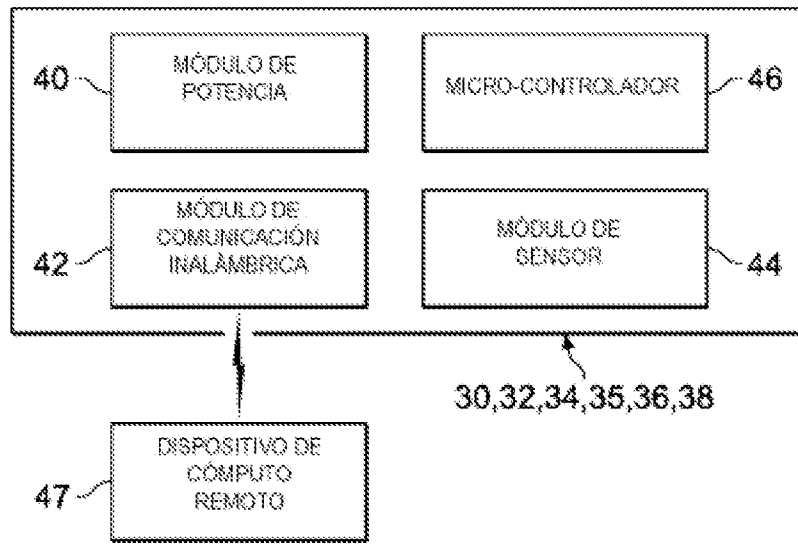 40
MÓDULO DE
POTENCIA
MICRO-CONTROLADOR
46
42
MÓDULO DE
COMUNICACIÓN
INALÁMBRICA
MÓDULO DE
SENSOR
44
30,32,34,35,36,38
47
DISPOSITIVO DE
CÓMPUTO
REMOTO